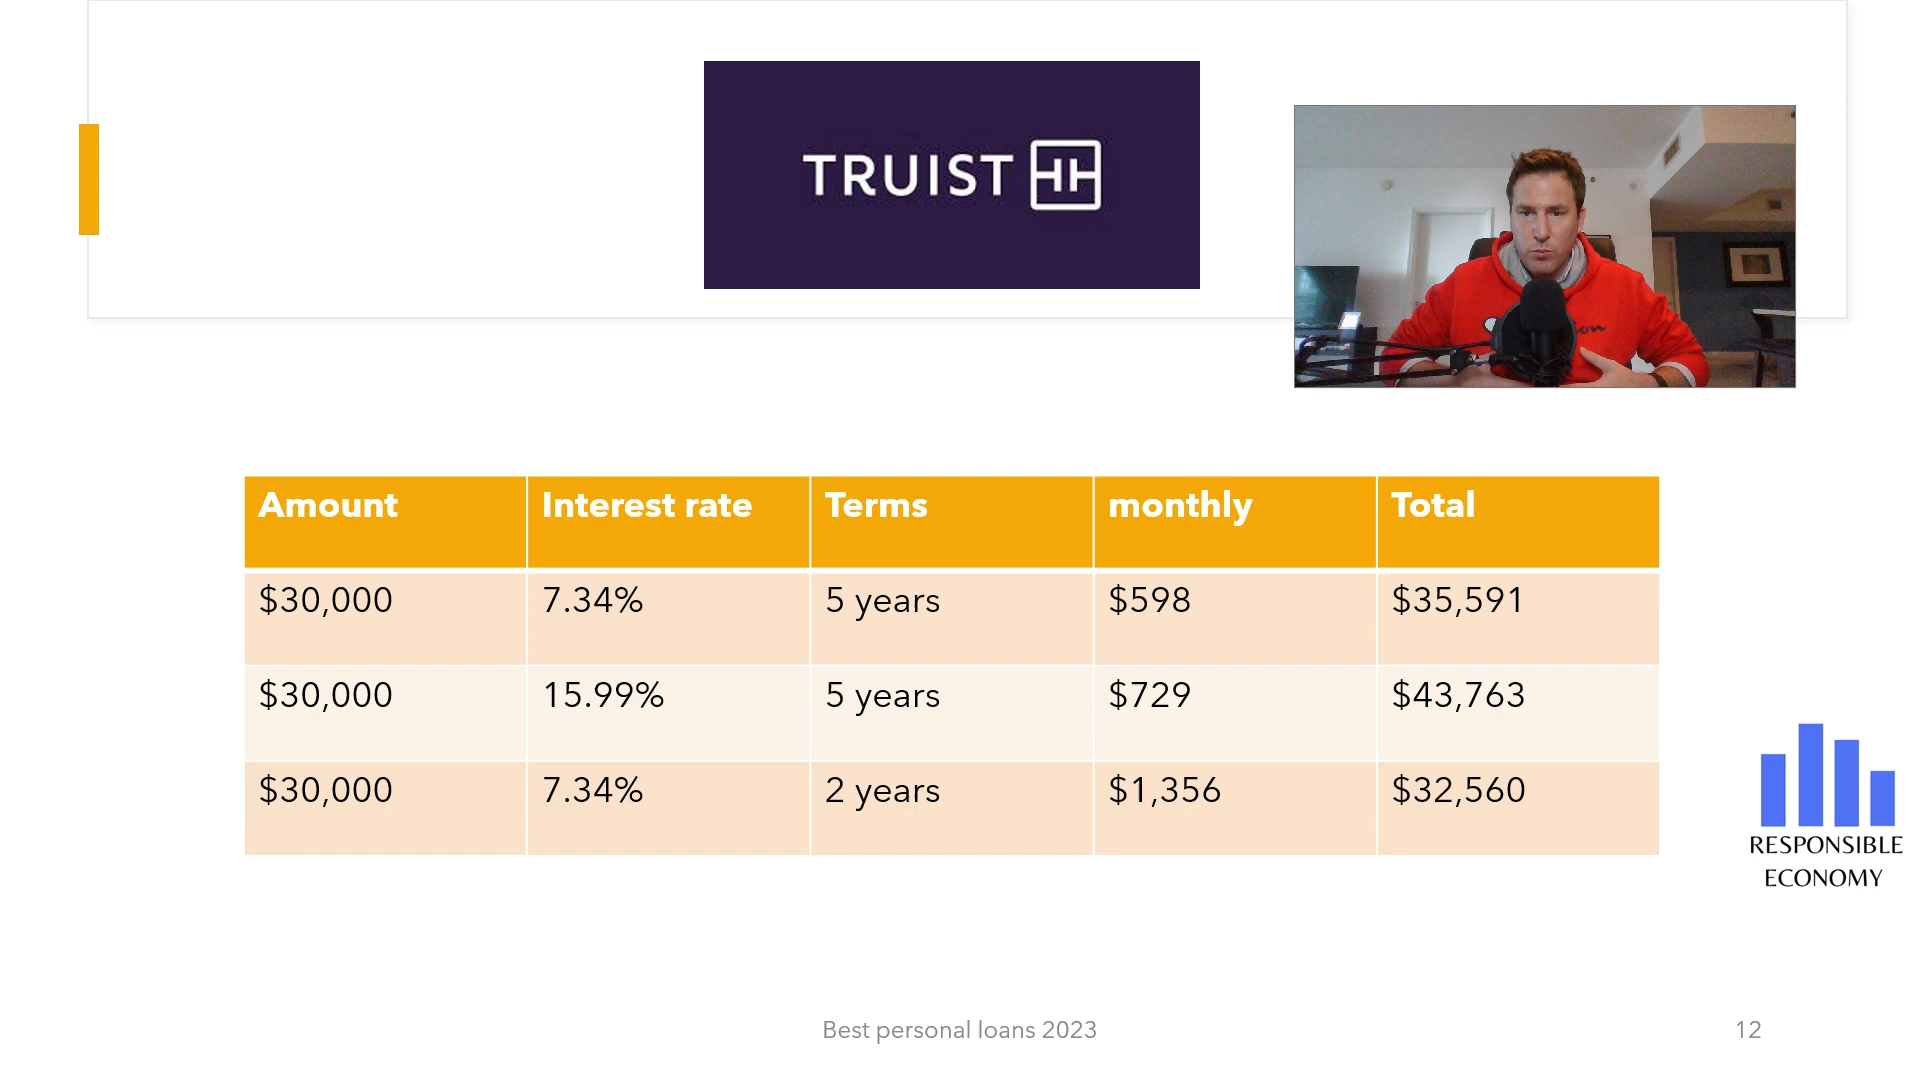 TRUIST
Amount Interest rate Terms monthly Total
$30,000 7.34% 5 years $598 $35,591
$30,000 15.99% 5 years $729 $43,763
$30,000 7.34% 2 years $1,356 $32,560
RESPONSIBLE
ECONOMY
Best personal loans 2023 12